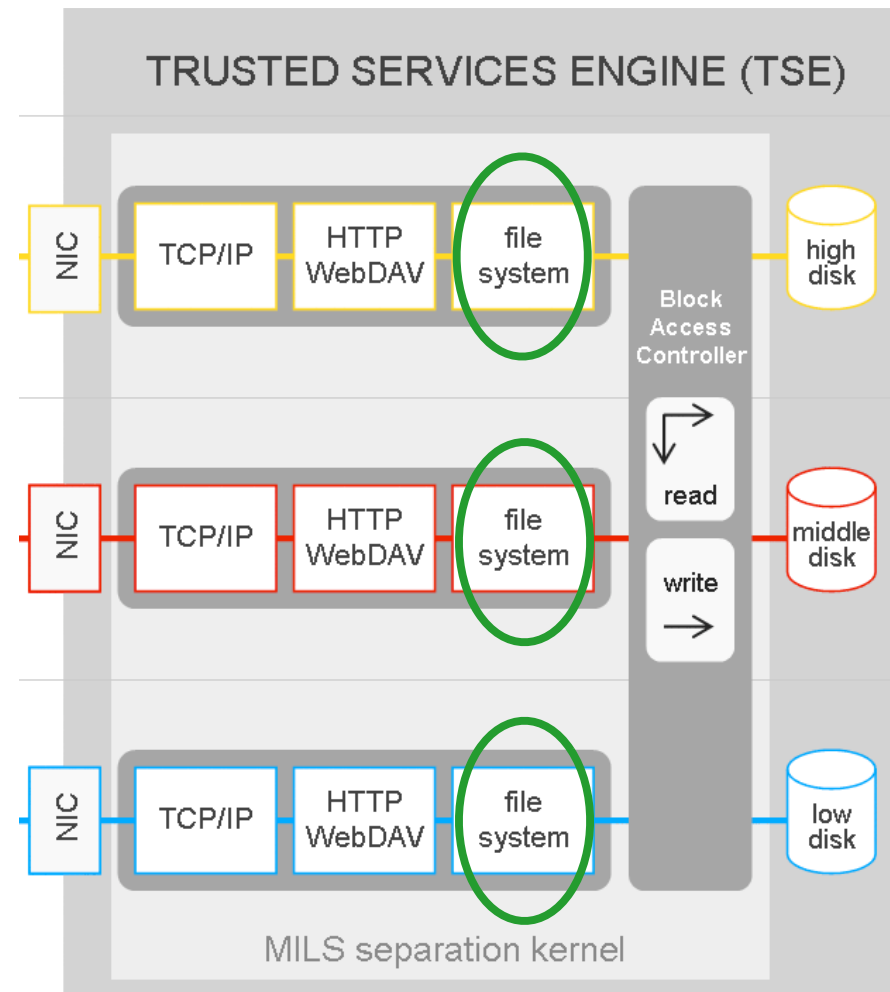 TRUSTED SERVICES ENGINE (TSE)
NIC
TCP/IP
HTTP
WebDAV
file
system
high
disk
Block
Access
Controller
read
write
NIC
TCP/IP
HTTP
WebDAV
file
system
middle
disk
NIC
TCP/IP
HTTP
WebDAV
file
system
low
disk
MILS separation kernel